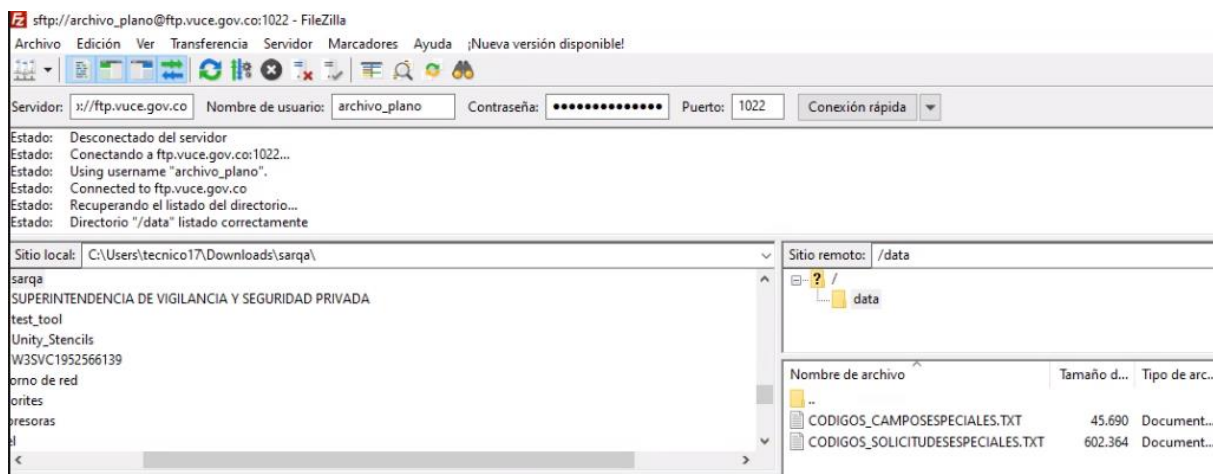 sftp://archivo_plano@ftp.vuce.gov.co:1022 - FileZilla
Archivo Edición Ver Transferencia Servidor Marcadores Ayuda ¡Nueva versión disponible!
Servidor: ://ftp.vuce.gov.co Nombre de usuario: archivo_plano Contraseña: •••••••••••••• Puerto: 1022 Conexión rápida
Estado: Desconectado del servidor
Estado: Conectando a ftp.vuce.gov.co:1022...
Estado: Using username "archivo_plano".
Estado: Connected to ftp.vuce.gov.co
Estado: Recuperando el listado del directorio...
Estado: Directorio "/data" listado correctamente
Sitio local: C:\Users\tecnico17\Downloads\sarqa\
sarqa
SUPERINTENDENCIA DE VIGILANCIA Y SEGURIDAD PRIVADA
test_tool
Unity_Stencils
W3SVC1952566139
orno de red
orites
presoras
Sitio remoto: /data
/
data
Nombre de archivo Tamaño d... Tipo de arc...
..
CODIGOS_CAMPOSESPECIALES.TXT 45.690 Document...
CODIGOS_SOLICITUDESESPECIALES.TXT 602.364 Document...